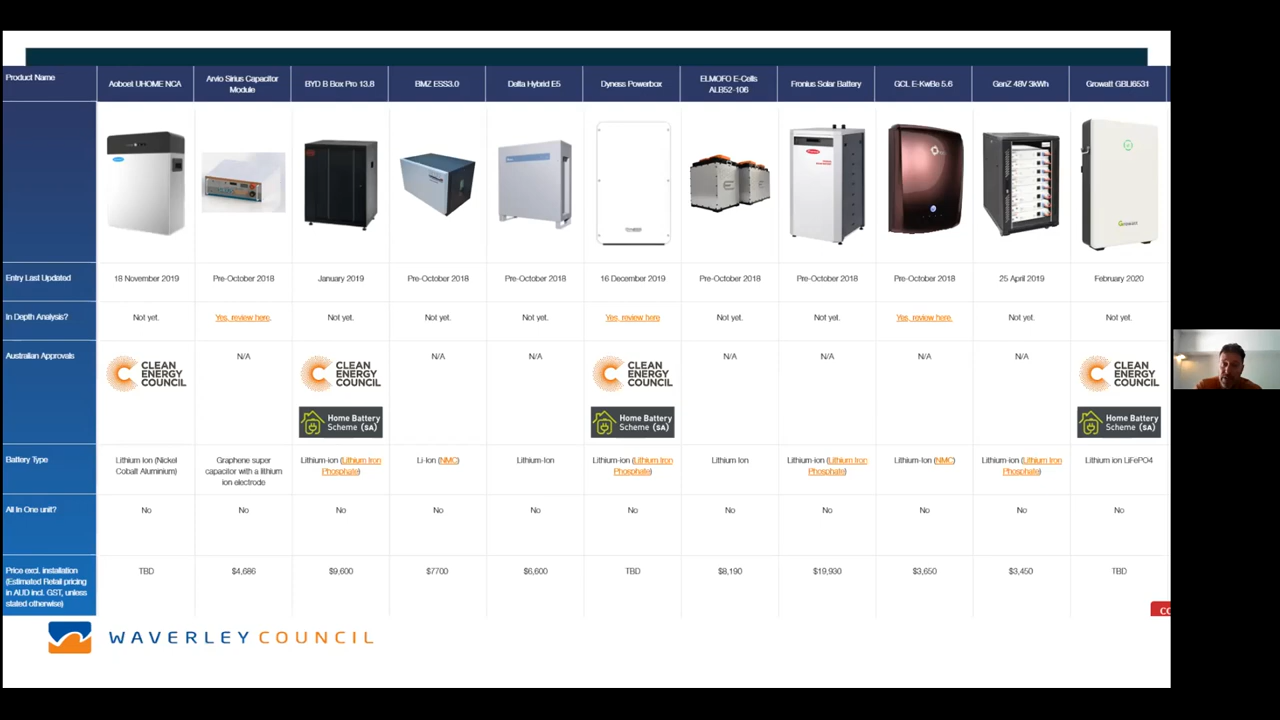 Product Name
Aoboet UHOME NCA
Arvio Sirius Capacitor
Module
BYD B Box Pro 13.8
BMZ ESS3.0
Delta Hybrid E5
Dyness Powerbox
ELMOFO E-Cells
ALB52-106
Fronius Solar Battery
GCL E-KwBe 5.6
GenZ 48V 3kWh
Growatt GBLI6531
Entry Last Updated
18 November 2019
Pre-October 2018
January 2019
Pre-October 2018
Pre-October 2018
16 December 2019
Pre-October 2018
Pre-October 2018
Pre-October 2018
25 April 2019
February 2020
In Depth Analysis?
Not yet.
Yes, review here.
Not yet.
Not yet.
Not yet.
Yes, review here
Not yet.
Not yet.
Yes, review here.
Not yet.
Not yet.
Australian Approvals
CLEAN
ENERGY
COUNCIL
N/A
CLEAN
ENERGY
COUNCIL
Home Battery
Scheme (SA)
N/A
N/A
CLEAN
ENERGY
COUNCIL
Home Battery
Scheme (SA)
N/A
N/A
N/A
N/A
CLEAN
ENERGY
COUNCIL
Home Battery
Scheme (SA)
Battery Type
Lithium Ion (Nickel
Cobalt Aluminium)
Graphene super
capacitor with a lithium
ion electrode
Lithium-ion (Lithium Iron
Phosphate)
Li-Ion (NMC)
Lithium-Ion
Lithium-ion (Lithium Iron
Phosphate)
Lithium Ion
Lithium-ion (Lithium Iron
Phosphate)
Lithium-Ion (NMC)
Lithium-ion (Lithium Iron
Phosphate)
Lithium ion LiFePO4
All In One unit?
No
No
No
No
No
No
No
No
No
No
No
Price excl. installation
(Estimated Retail pricing
in AUD incl. GST, unless
stated otherwise)
TBD
$4,686
$9,600
$7700
$6,600
TBD
$8,190
$19,930
$3,650
$3,450
TBD
WAVERLEY COUNCIL